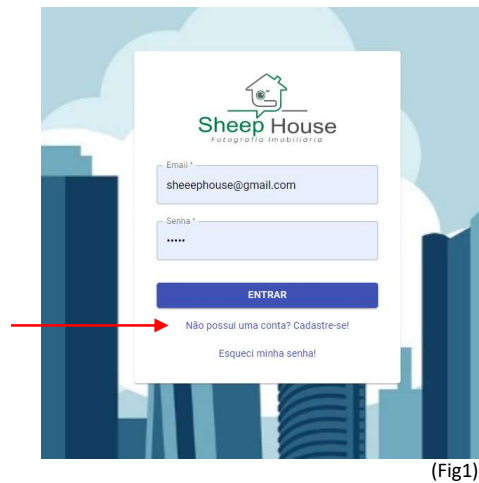 Sheep House
Fotografia Imobiliária
Email *
sheeephouse@gmail.com
Senha *
•••••
ENTRAR
Não possui uma conta? Cadastre-se!
Esqueci minha senha!
(Fig1)